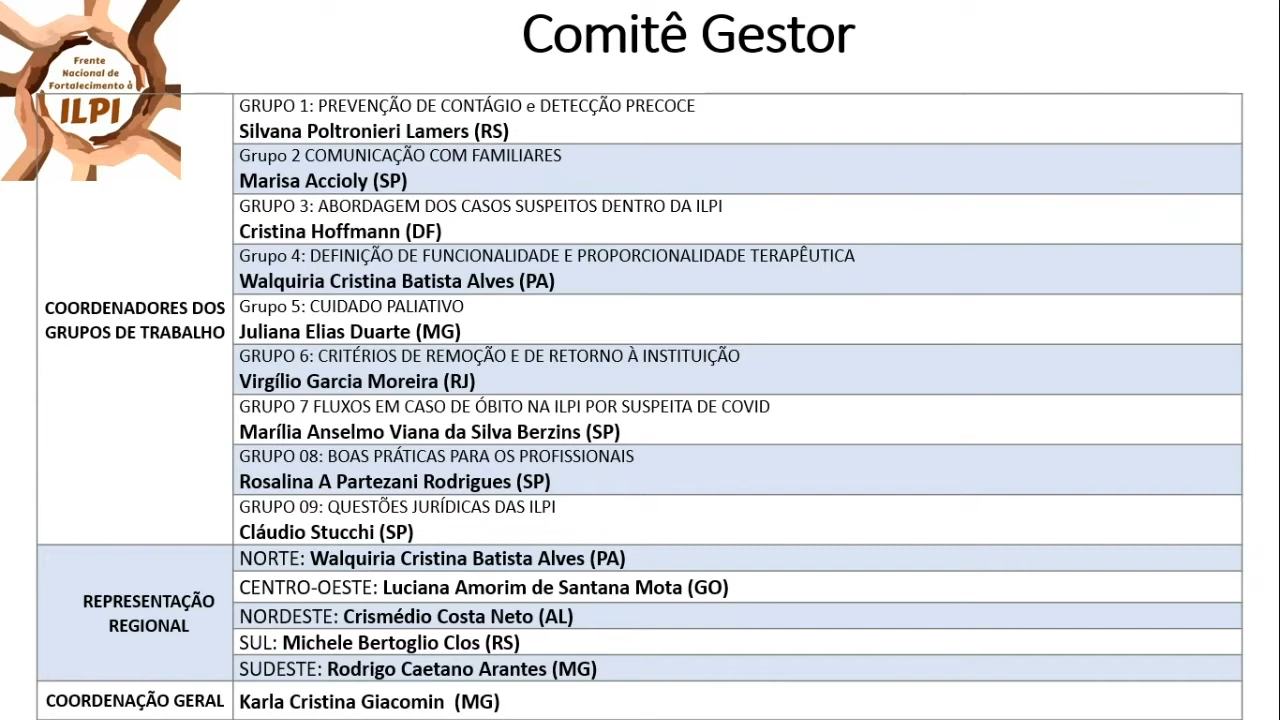 Comitê Gestor
Frente
Nacional de
Fortalecimento à
ILPI
COORDENADORES DOS
GRUPOS DE TRABALHO
GRUPO 1: PREVENÇÃO DE CONTÁGIO e DETECÇÃO PRECOCE
Silvana Poltronieri Lamers (RS)
Grupo 2 COMUNICAÇÃO COM FAMILIARES
Marisa Accioly (SP)
GRUPO 3: ABORDAGEM DOS CASOS SUSPEITOS DENTRO DA ILPI
Cristina Hoffmann (DF)
Grupo 4: DEFINIÇÃO DE FUNCIONALIDADE E PROPORCIONALIDADE TERAPÊUTICA
Walquiria Cristina Batista Alves (PA)
Grupo 5: CUIDADO PALIATIVO
Juliana Elias Duarte (MG)
GRUPO 6: CRITÉRIOS DE REMOÇÃO E DE RETORNO À INSTITUIÇÃO
Virgílio Garcia Moreira (RJ)
GRUPO 7 FLUXOS EM CASO DE ÓBITO NA ILPI POR SUSPEITA DE COVID
Marília Anselmo Viana da Silva Berzins (SP)
GRUPO 08: BOAS PRÁTICAS PARA OS PROFISSIONAIS
Rosalina A Partezani Rodrigues (SP)
GRUPO 09: QUESTÕES JURÍDICAS DAS ILPI
Cláudio Stucchi (SP)
REPRESENTAÇÃO
REGIONAL
NORTE: Walquiria Cristina Batista Alves (PA)
CENTRO-OESTE: Luciana Amorim de Santana Mota (GO)
NORDESTE: Crismédio Costa Neto (AL)
SUL: Michele Bertoglio Clos (RS)
SUDESTE: Rodrigo Caetano Arantes (MG)
COORDENAÇÃO GERAL
Karla Cristina Giacomin (MG)